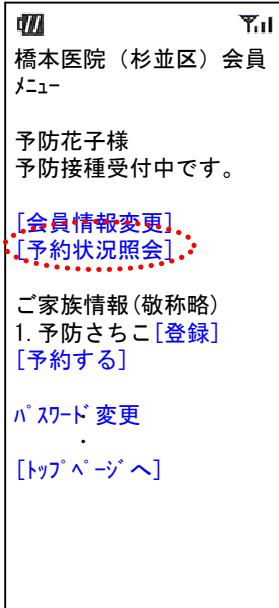 橋本医院（杉並区）会員
ﾒﾆｭｰ
予防花子様
予防接種受付中です。
[会員情報変更]
[予約状況照会]
ご家族情報(敬称略)
1.予防さちこ[登録]
[予約する]
ﾊﾟｽﾜｰﾄﾞ変更
・
[ﾄｯﾌﾟﾍﾟｰｼﾞへ]